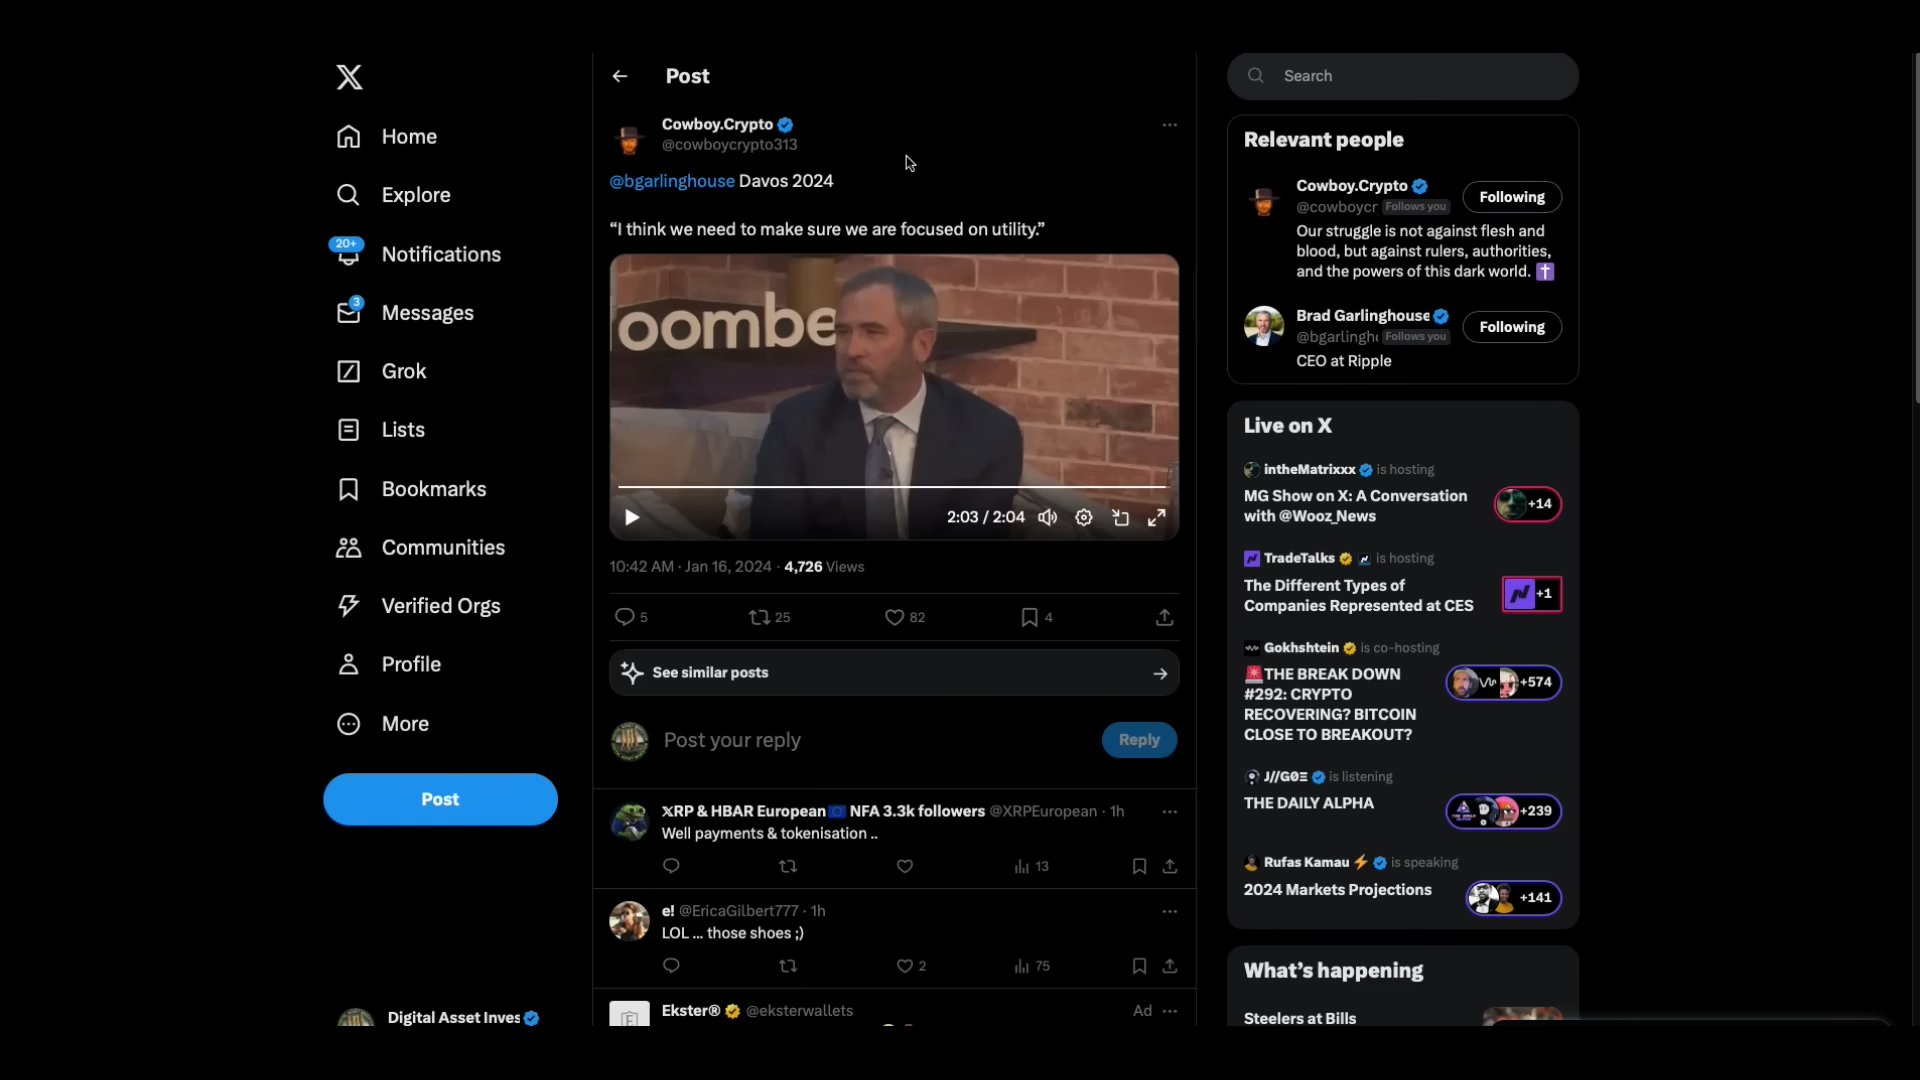 Home
Explore
20+
Notifications
3
Messages
Grok
Lists
Bookmarks
Communities
Verified Orgs
Profile
More
Post
Digital Asset Inves
Post
Cowboy.Crypto
@cowboycrypto313
@bgarlinghouse Davos 2024
“I think we need to make sure we are focused on utility.”
oombe
2:03 / 2:04
10:42 AM · Jan 16, 2024 · 4,726 Views
5 25 82 4
See similar posts
Post your reply
Reply
XRP & HBAR European🇪🇺 NFA 3.3k followers @XRPEuropean · 1h
Well payments & tokenisation ..
13
e! @EricaGilbert777 · 1h
LOL ... those shoes ;)
2 75
Ekster® @eksterwallets Ad
Search
Relevant people
Cowboy.Crypto
@cowboycr Follows you
Following
Our struggle is not against flesh and
blood, but against rulers, authorities,
and the powers of this dark world. ✝️
Brad Garlinghouse
@bgarlingh Follows you
Following
CEO at Ripple
Live on X
intheMatrixxx is hosting
MG Show on X: A Conversation
with @Wooz_News
+14
TradeTalks is hosting
The Different Types of
Companies Represented at CES
+1
Gokhshtein is co-hosting
🚨THE BREAK DOWN
#292: CRYPTO
RECOVERING? BITCOIN
CLOSE TO BREAKOUT?
+574
J//G0Ξ is listening
THE DAILY ALPHA
+239
Rufas Kamau⚡ is speaking
2024 Markets Projections
+141
What’s happening
Steelers at Bills